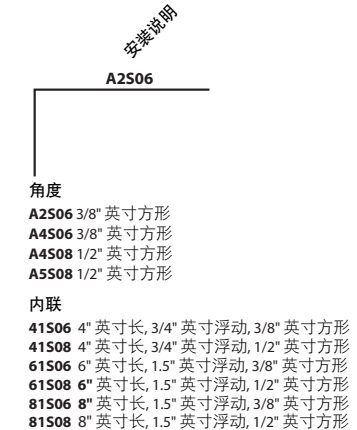 安装说明
A2S06
角度
A2S06 3/8" 英寸方形
A4S06 3/8" 英寸方形
A4S08 1/2" 英寸方形
A5S08 1/2" 英寸方形
内联
41S06 4" 英寸长, 3/4" 英寸浮动, 3/8" 英寸方形
41S08 4" 英寸长, 3/4" 英寸浮动, 1/2" 英寸方形
61S06 6" 英寸长, 1.5" 英寸浮动, 3/8" 英寸方形
61S08 6" 英寸长, 1.5" 英寸浮动, 1/2" 英寸方形
81S06 8" 英寸长, 1.5" 英寸浮动, 3/8" 英寸方形
81S08 8" 英寸长, 1.5" 英寸浮动, 1/2" 英寸方形